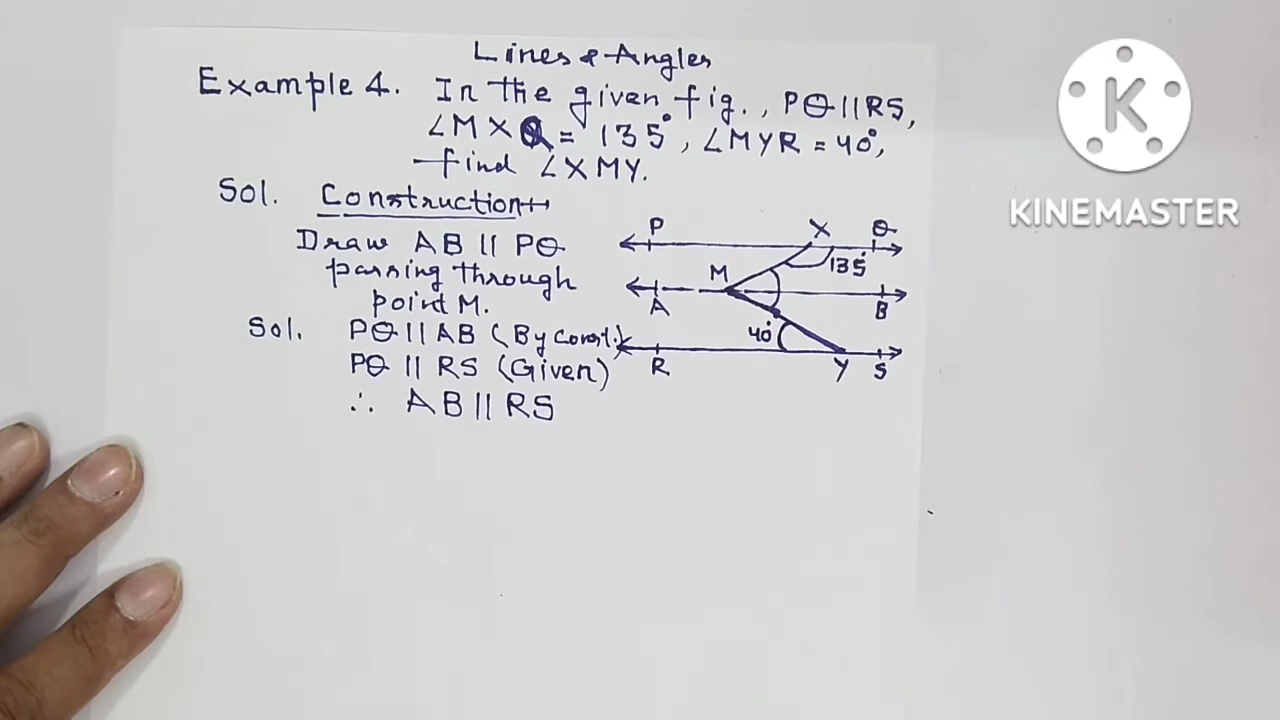 Lines & Angles
Example 4. In the given fig., PQ || RS,
∠MXQ = 135°, ∠MYR = 40°,
find ∠XMY.
Sol. Construction
Draw AB || PQ
passing through
point M.
Sol. PQ || AB (By Const.)
PQ || RS (Given)
∴ AB || RS
P X Q
135°
M
A B
40°
R Y S
K
KINEMASTER